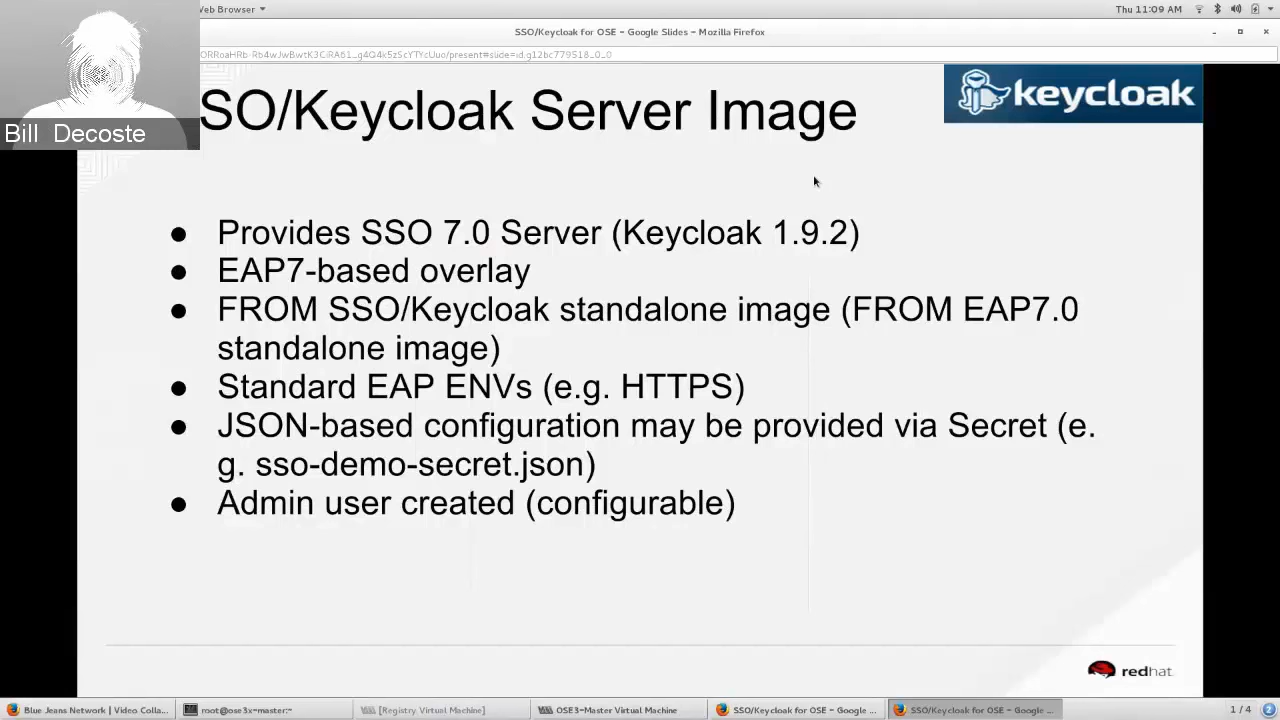 Web Browser
Thu 11:09 AM
SSO/Keycloak for OSE - Google Slides - Mozilla Firefox
Bill Decoste
SO/Keycloak Server Image
keycloak
● Provides SSO 7.0 Server (Keycloak 1.9.2)
● EAP7-based overlay
● FROM SSO/Keycloak standalone image (FROM EAP7.0
standalone image)
● Standard EAP ENVs (e.g. HTTPS)
● JSON-based configuration may be provided via Secret (e.
g. sso-demo-secret.json)
● Admin user created (configurable)
redhat
Blue Jeans Network | Video Colla...
root@ose3x-master:~
[Registry Virtual Machine]
OSE3-Master Virtual Machine
SSO/Keycloak for OSE - Google ...
SSO/Keycloak for OSE - Google ...
1 / 4
2